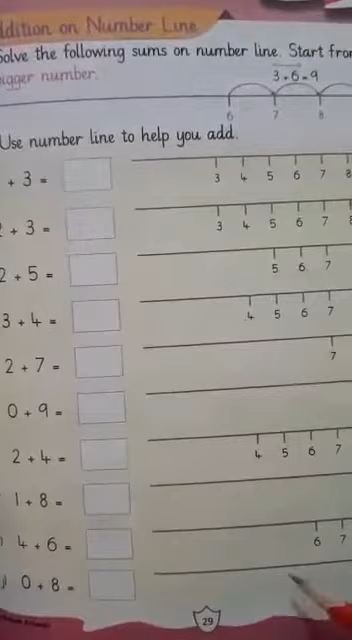 ddition on Number Line
Solve the following sums on number line. Start from
bigger number.
3 + 6 = 9
6 7 8
Use number line to help you add.
+ 3 =
3 4 5 6 7 8
2 + 3 =
3 4 5 6 7 8
2 + 5 =
5 6 7
3 + 4 =
4 5 6 7
2 + 7 =
7
0 + 9 =
2 + 4 =
4 5 6 7
1 + 8 =
4 + 6 =
6 7
) 0 + 8 =
29